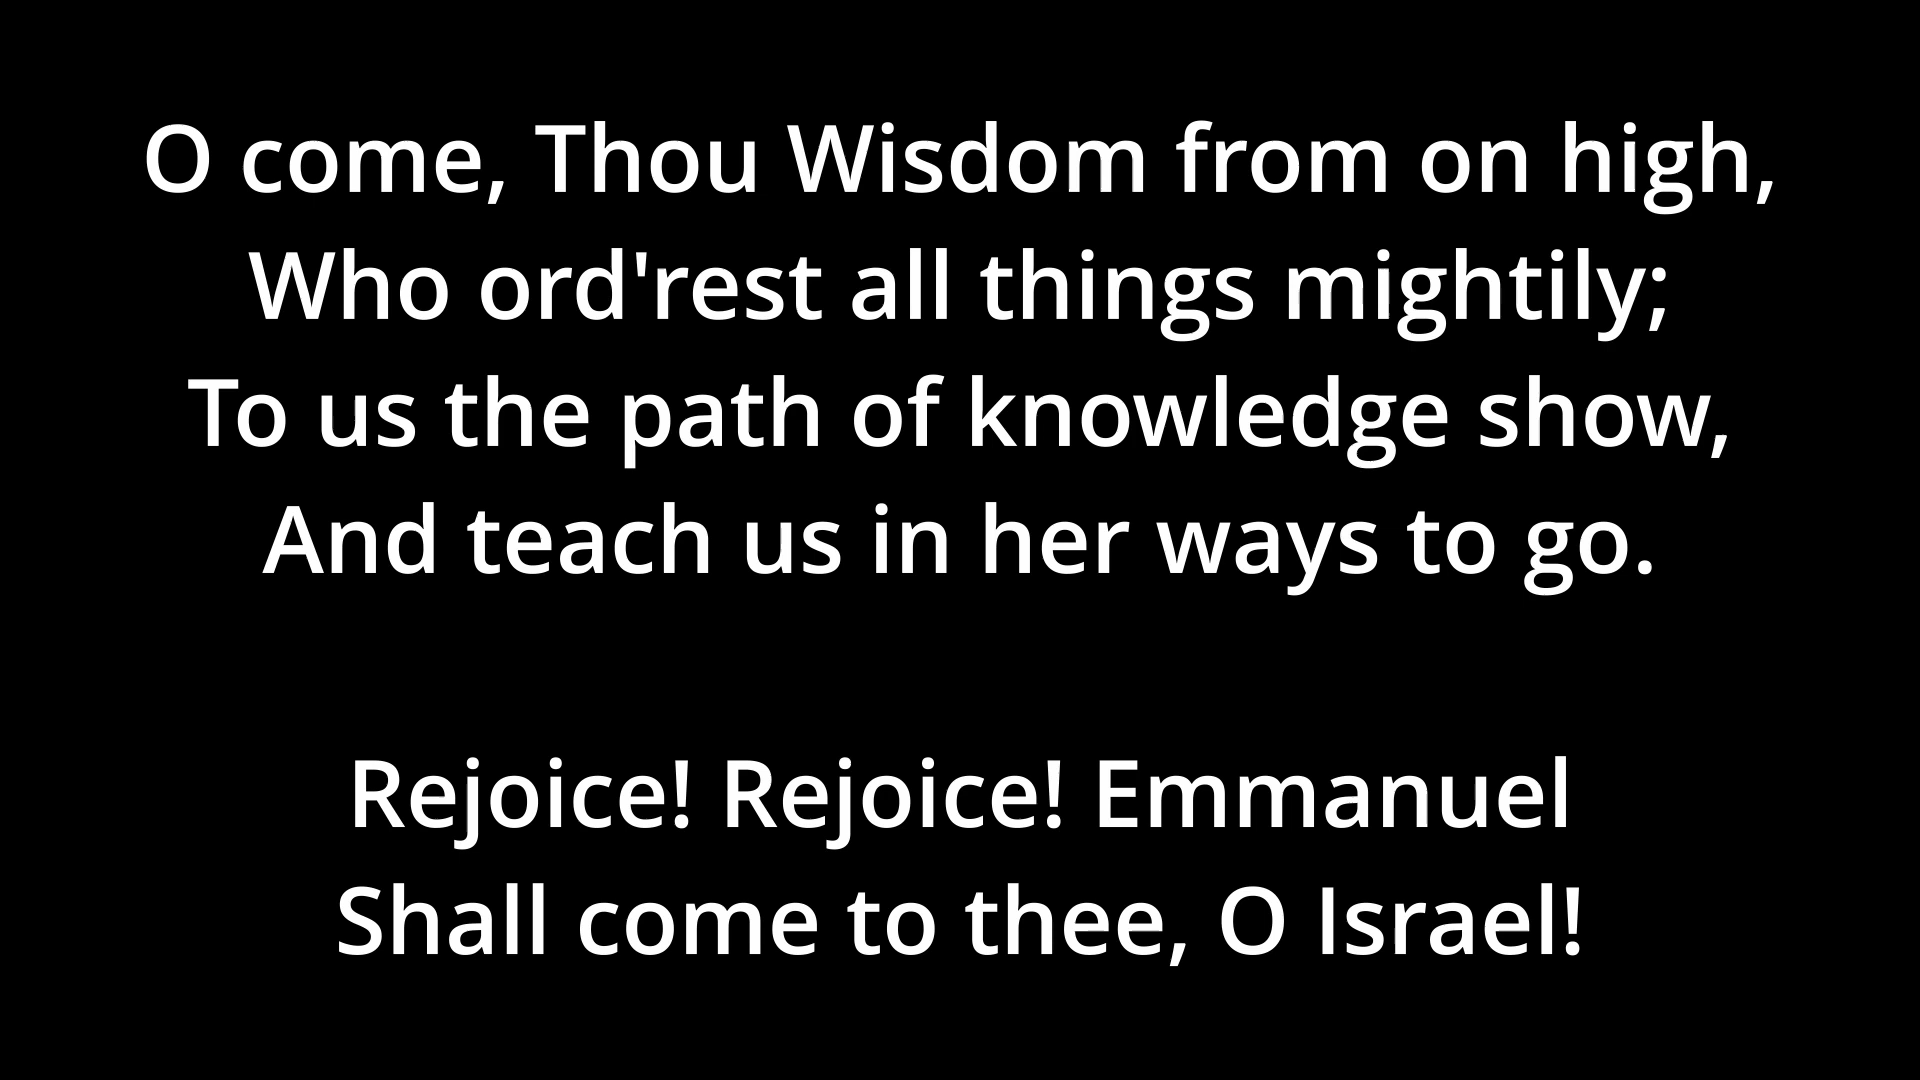 O come, Thou Wisdom from on high,
Who ord'rest all things mightily;
To us the path of knowledge show,
And teach us in her ways to go.
Rejoice! Rejoice! Emmanuel
Shall come to thee, O Israel!